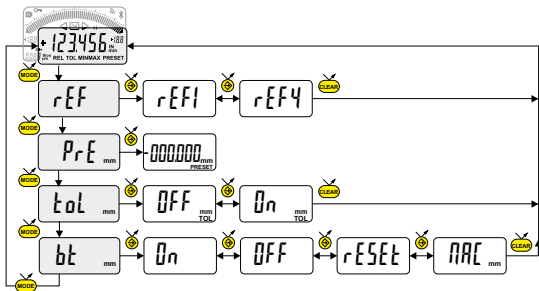 +123.456 IN mm
REL TOL MINMAX PRESET
MODE
rEF rEF1 rEF4 CLEAR
MODE
PrE mm -000.000 mm PRESET
MODE
toL mm OFF mm TOL On mm TOL CLEAR
MODE
bt mm On OFF rESEt MAC mm CLEAR
MODE